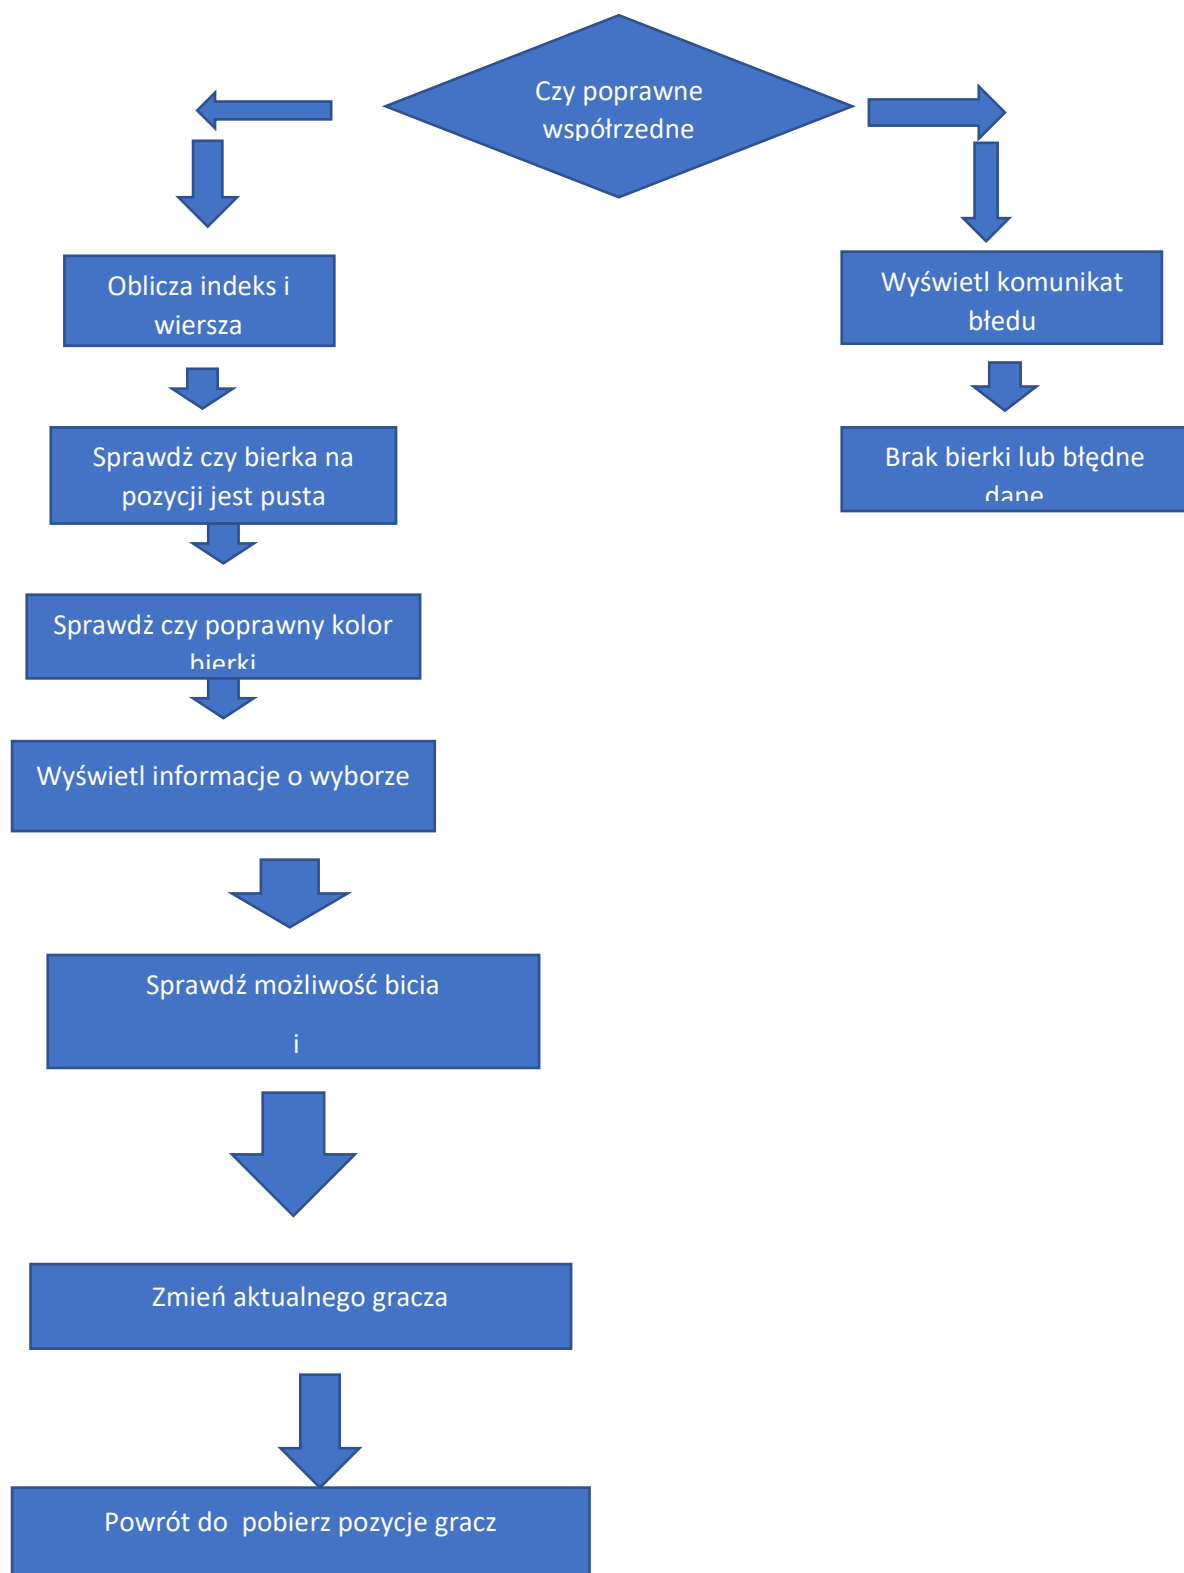 Czy poprawne
współrzedne
Oblicza indeks i
wiersza
Sprawdż czy bierka na
pozycji jest pusta
Sprawdż czy poprawny kolor
bierki
Wyświetl informacje o wyborze
Sprawdź możliwość bicia
i
Zmień aktualnego gracza
Powrót do pobierz pozycje gracz
Wyświetl komunikat
błedu
Brak bierki lub błędne
dane